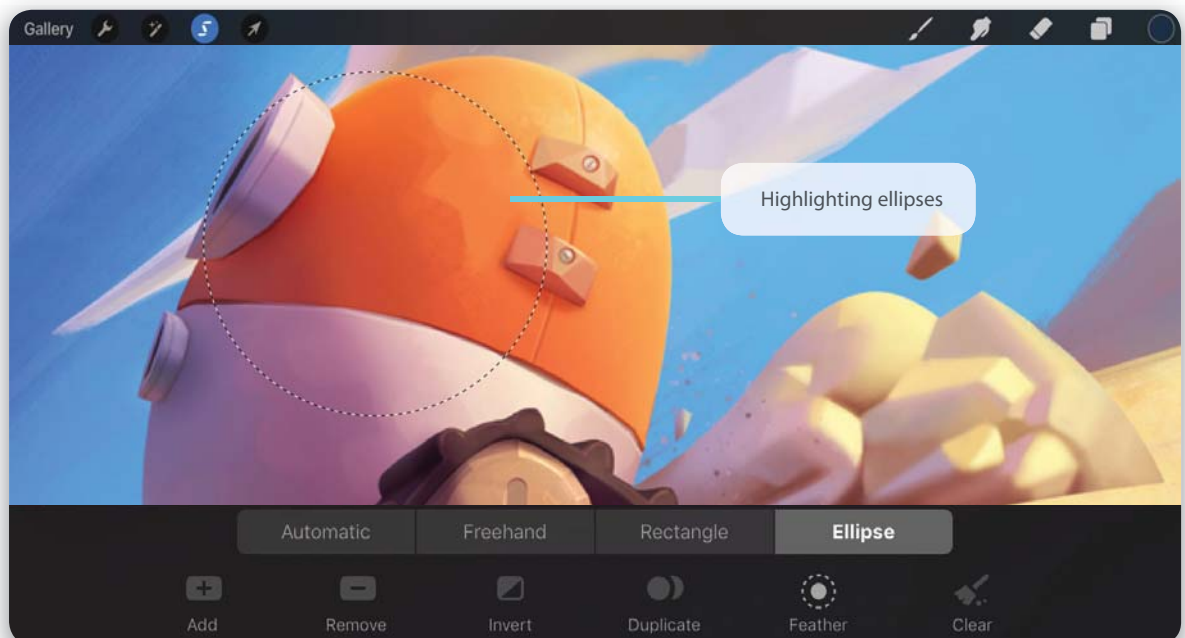 Gallery
Highlighting ellipses
Automatic Freehand Rectangle Ellipse
Add Remove Invert Duplicate Feather Clear